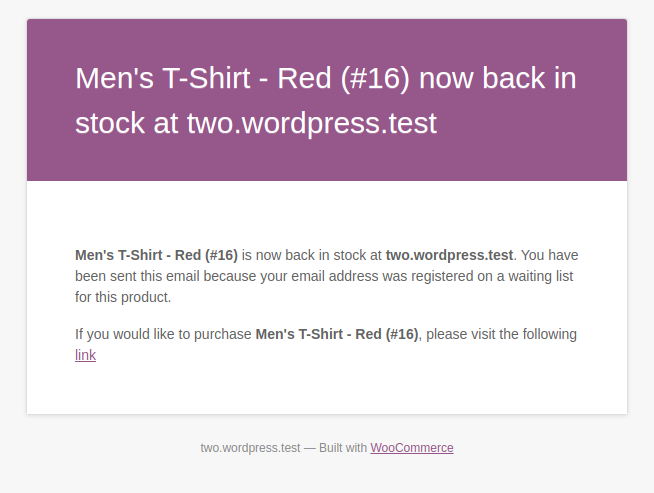 Men's T-Shirt - Red (#16) now back in
stock at two.wordpress.test
Men's T-Shirt - Red (#16) is now back in stock at two.wordpress.test. You have
been sent this email because your email address was registered on a waiting list
for this product.
If you would like to purchase Men's T-Shirt - Red (#16), please visit the following
link
two.wordpress.test — Built with WooCommerce